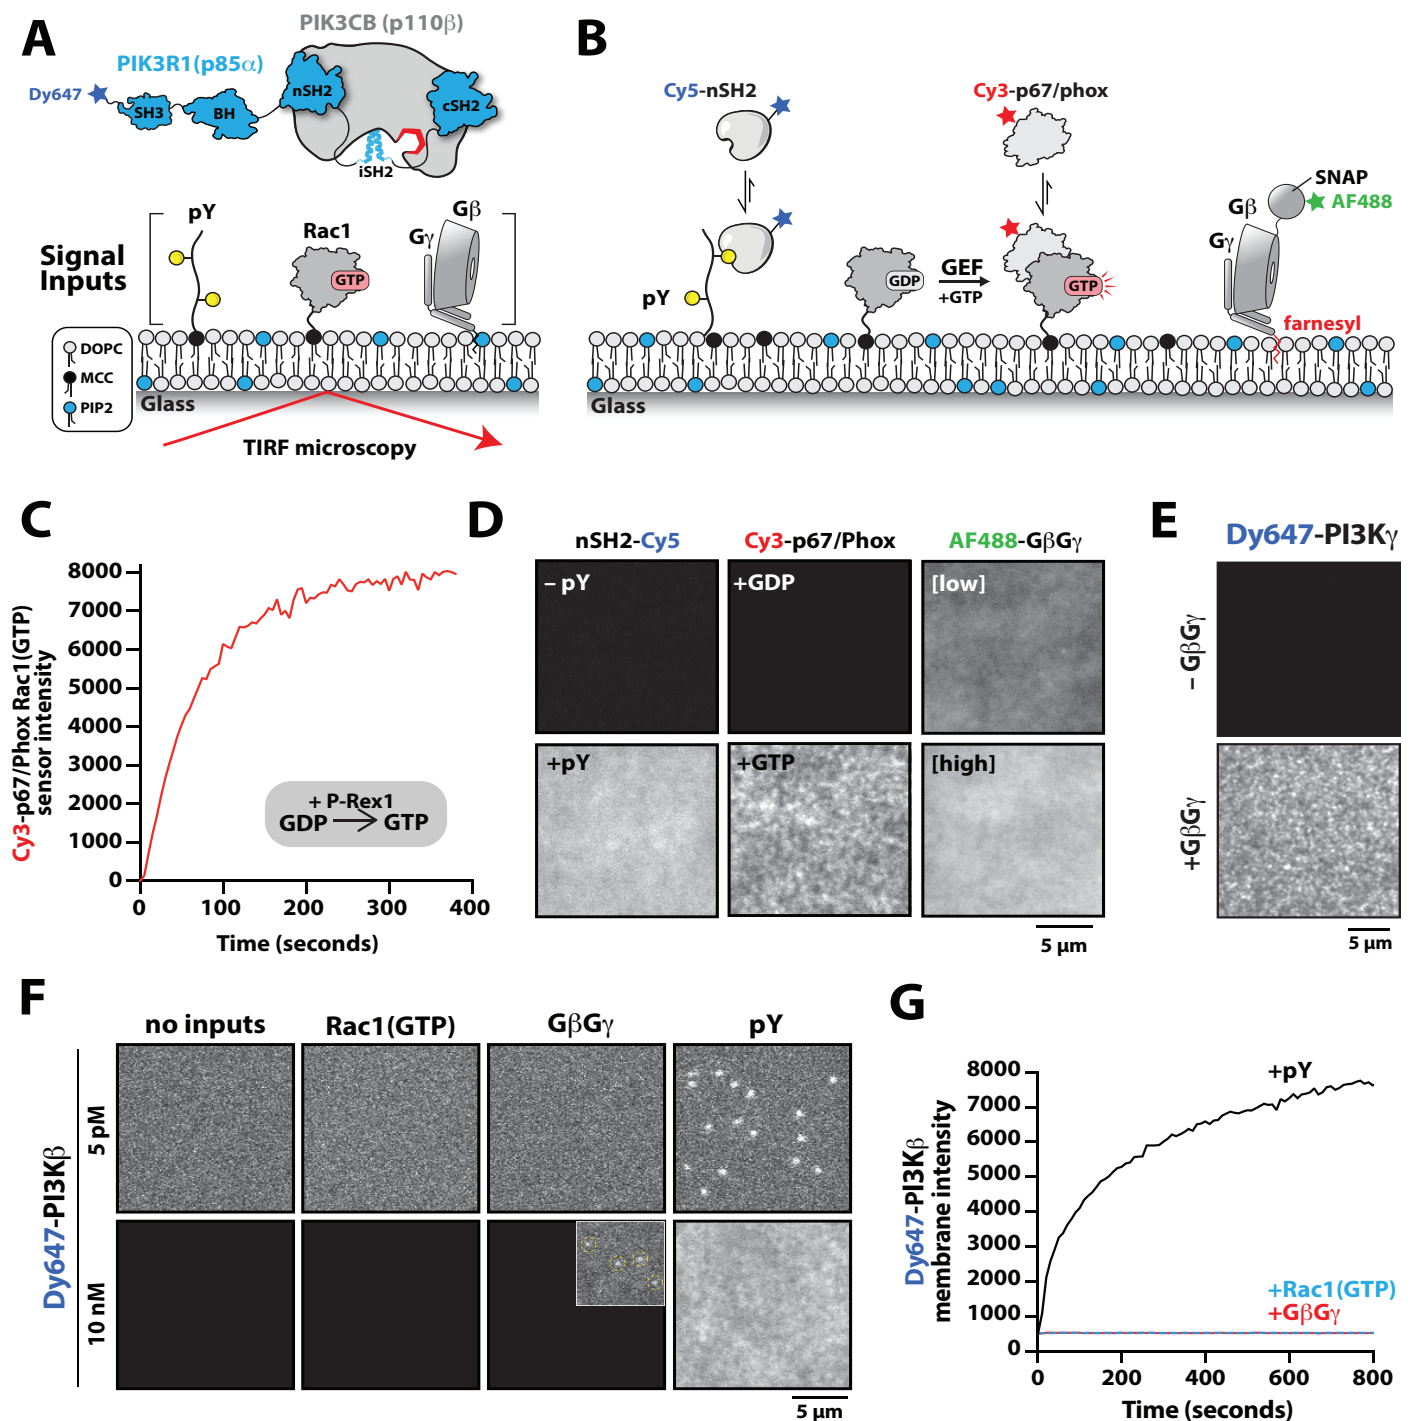 A
PIK3CB (p110β)
PIK3R1(p85α)
Dy647
SH3
BH
nSH2
cSH2
iSH2
Signal
Inputs
pY
Rac1
GTP
Gβ
Gγ
DOPC
MCC
PIP2
Glass
TIRF microscopy
B
Cy5-nSH2
Cy3-p67/phox
SNAP
AF488
Gβ
Gγ
pY
GDP
GEF
+GTP
GTP
farnesyl
Glass
C
Cy3-p67/Phox Rac1(GTP)
sensor intensity
8000
7000
6000
5000
4000
3000
2000
1000
0
+ P-Rex1
GDP → GTP
0 100 200 300 400
Time (seconds)
D
nSH2-Cy5
Cy3-p67/Phox
AF488-GβGγ
– pY
+GDP
[low]
+pY
+GTP
[high]
5 μm
E
Dy647-PI3Kγ
– GβGγ
+GβGγ
5 μm
F
no inputs
Rac1(GTP)
GβGγ
pY
Dy647-PI3Kβ
5 pM
10 nM
5 μm
G
Dy647-PI3Kβ
membrane intensity
8000
7000
6000
5000
4000
3000
2000
1000
0
+pY
+Rac1(GTP)
+GβGγ
0 200 400 600 800
Time (seconds)